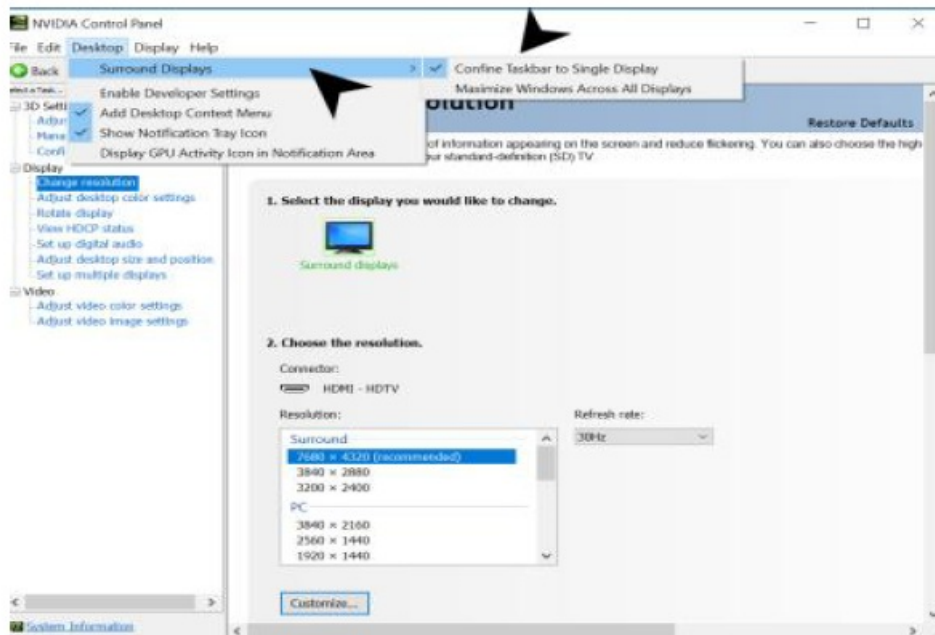 NVIDIA Control Panel
File Edit Desktop Display Help
Back
Surround Displays
Enable Developer Settings
Add Desktop Context Menu
Show Notification Tray Icon
Display GPU Activity Icon in Notification Area
Confine Taskbar to Single Display
Maximize Windows Across All Displays
Select a Task...
3D Setti
Adjus
Mana
Confi
Display
Change resolution
Adjust desktop color settings
Rotate display
View HDCP status
Set up digital audio
Adjust desktop size and position
Set up multiple displays
Video
Adjust video color settings
Adjust video image settings
System Information
olution
Restore Defaults
of information appearing on the screen and reduce flickering. You can also choose the high
our standard-definition (SD) TV
1. Select the display you would like to change.
Surround displays
2. Choose the resolution.
Connector:
HDMI - HDTV
Resolution:
Surround
7680 × 4320 (recommended)
3840 × 2880
3200 × 2400
PC
3840 × 2160
2560 × 1440
1920 × 1440
Refresh rate:
30Hz
Customize...